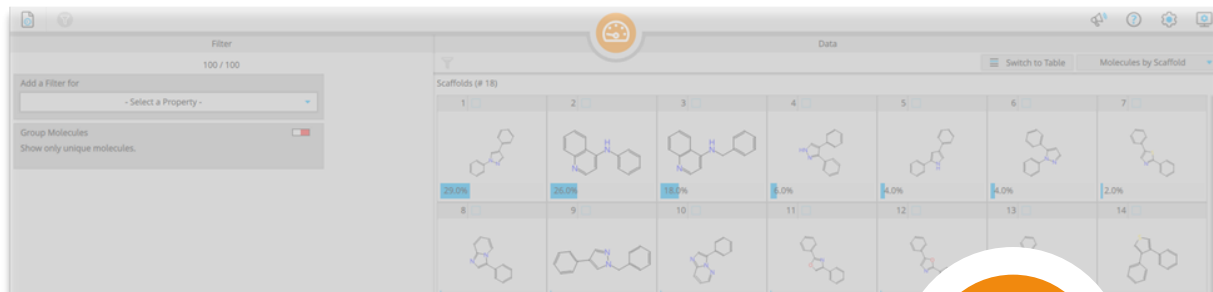 Filter
Data
100 / 100
Switch to Table
Molecules by Scaffold
Add a Filter for
- Select a Property -
Group Molecules
Show only unique molecules.
Scaffolds (# 18)
1 2 3 4 5 6 7
29.0% 26.0% 18.0% 6.0% 4.0% 4.0% 2.0%
8 9 10 11 12 13 14